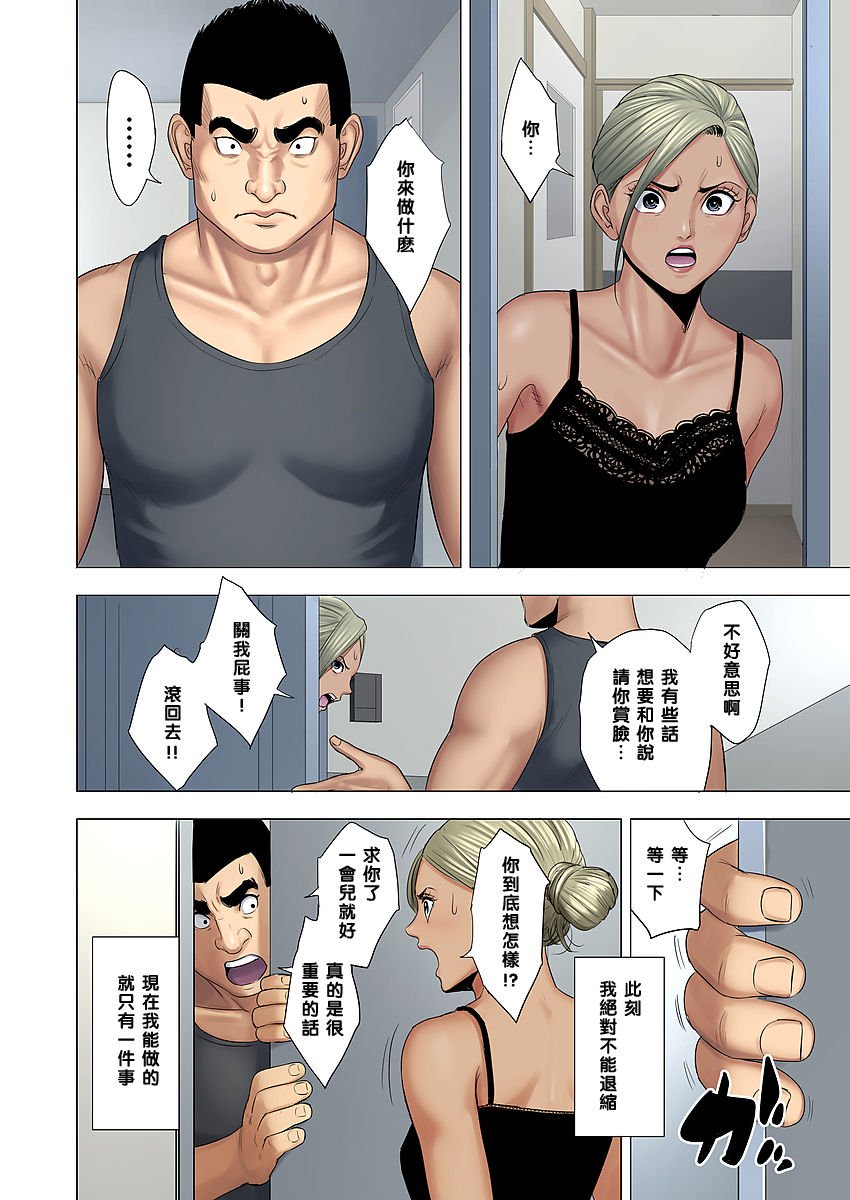 你…
你來做什麼
……
不好意思啊
我有些話
想要和你說
請你賞臉…
關我屁事！
滾回去!!
等…
等一下
ガッ
此刻
我絕對不能退縮
你到底想怎樣!?
求你了
一會兒就好
真的是很
重要的話
現在我能做的
就只有一件事